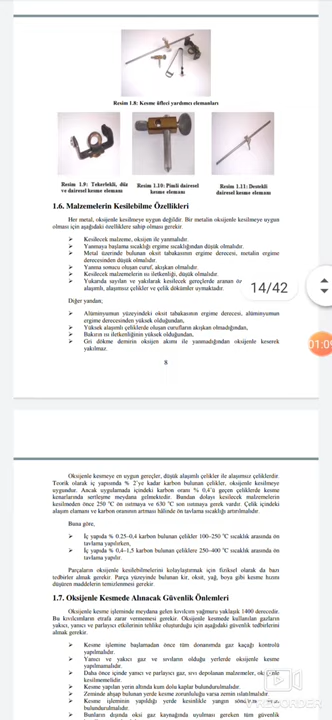 Resim 1.8: Kesme üfleci yardımcı elemanları
Resim 1.9: Tekerlekli, düz
ve dairesel kesme elemanı
Resim 1.10: Pimli dairesel
kesme elemanı
Resim 1.11: Destekli
dairesel kesme elemanı
1.6. Malzemelerin Kesilebilme Özellikleri
Her metal, oksijenle kesilmeye uygun değildir. Bir metalin oksijenle kesilmeye uygun
olması için aşağıdaki özelliklere sahip olması gerekir.
Kesilecek malzeme, oksijen ile yanmalıdır.
Yanmaya başlama sıcaklığı ergime sıcaklığından düşük olmalıdır.
Metal üzerinde bulunan oksit tabakasının ergime derecesi, metalin ergime
derecesinden düşük olmalıdır.
Yanma sonucu oluşan curuf, akışkan olmalıdır.
Kesilecek malzemelerin ısı iletkenliği, düşük olmalıdır.
Yukarıda sayılan ve yakılarak kesilecek gereçlerde aranan öz
alaşımlı, alaşımsız çelikler ve çelik dökümler uymaktadır.
14/42
Diğer yandan,
Alüminyumun yüzeyindeki oksit tabakasının ergime derecesi, alüminyumun
ergime derecesinden yüksek olduğundan,
Yüksek alaşımlı çeliklerde oluşan curufların akışkan olmadığından,
Bakırın ısı iletkenliğinin yüksek olduğundan,
Gri dökme demirin oksijen akımı ile yanmadığından oksijenle keserek
yakılmaz
01:09
8
Oksijenle kesmeye en uygun gereçler, düşük alaşımlı çelikler ile alaşımsız çeliklerdir.
Teorik olarak iç yapısında % 2'ye kadar karbon bulunan çelikler, oksijenle kesilmeye
uygundur. Ancak uygulamada içindeki karbon oranı % 0,4'ü geçen çeliklerde kesme
kenarlarında sertleşme meydana gelmektedir. Bundan dolayı kesilecek malzemelerin
kesilmeden önce 250 °C ön ısıtmaya ve 630 °C son ısıtmaya gerek vardır. Çelik içindeki
alaşım elamanı ve karbon oranının artması hâlinde ön tavlama sıcaklığı artırılmalıdır.
Buna göre,
İç yapıda % 0.25–0,4 karbon bulunan çelikler 100–250 °C sıcaklık arasında ön
tavlama yapılırken,
İç yapıda % 0,4–1,5 karbon bulunan çeliklere 250–400 °C sıcaklık arasında ön
tavlama yapılır.
Parçaların oksijenle kesilebilmelerini kolaylaştırmak için fiziksel olarak da bazı
tedbirler almak gerekir. Parça yüzeyinde bulunan kir, oksit, yağ, boya gibi kesme hızını
düşüren maddelerin temizlenmesi gerekir.
1.7. Oksijenle Kesmede Alınacak Güvenlik Önlemleri
Oksijenle kesme işleminde meydana gelen kıvılcım yağmuru yaklaşık 1400 derecedir.
Bu kıvılcımların etrafa zarar vermemesi gerekir. Oksijenle kesmede kullanılan gazların
yakıcı, yanıcı ve parlayıcı etkilerinin tehlike oluşturduğu için aşağıdaki güvenlik tedbirlerini
almak gerekir.
Kesme işlemine başlamadan önce tüm donanımda gaz kaçağı kontrolü
yapılmalıdır.
Yanıcı ve yakıcı gaz ve sıvıların olduğu yerlerde oksijenle kesme
yapılmamalıdır.
Daha önce içinde yanıcı ve parlayıcı gaz, sıvı depolanan malzemeler, ok
kesilmemelidir.
Kesme yapılan yerin altında kum dolu kaplar bulundurulmalıdır.
Zeminde ahşap bulunan yerde kesme zorunluluğu varsa zemin ıslatılmalıdır.
Kesme işleminin yapıldığı yerde kesinlikle yangın söndürme
bulundurulmalıdır.
Bunların dışında oksi gaz kaynağında uyulması gereken tüm güvenlik
RECORDER